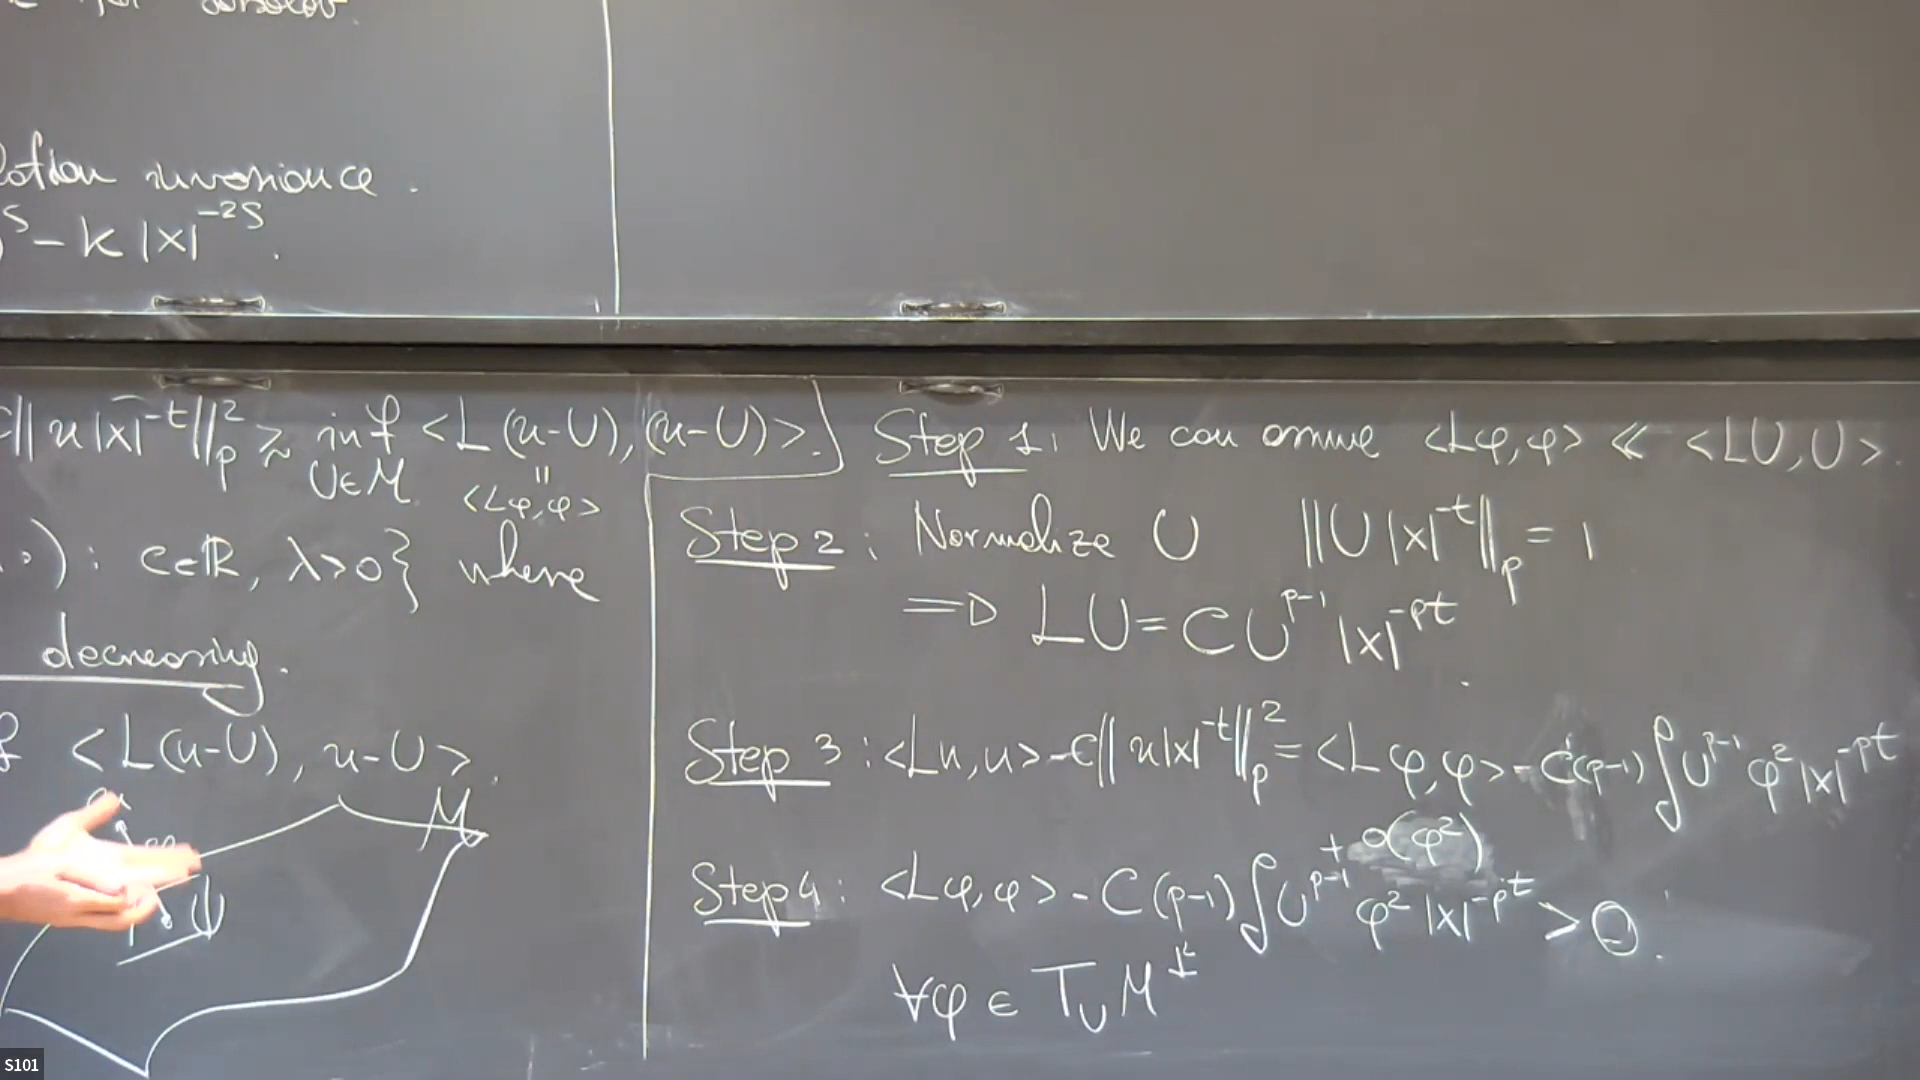 lation invariance.
)^s - k |x|^{-2s}.
c|| u |x|^{-t} ||_p^2 ≳ inf_{U∈M} <L(u-U), (u-U)>.
"
<Lφ,φ>
.): c∈ℝ, λ>0} where
decreasing.
f <L(u-U), u-U>.
M
Step 1: We can assume <Lφ,φ> ≪ <LU,U>.
Step 2: Normalize U ||U |x|^{-t}||_p = 1
=> LU = C U^{p-1} |x|^{-pt}.
Step 3: <Lu,u> - C|| u|x|^{-t} ||_p^2 = <Lφ,φ> - C(p-1) ∫ U^{p-1} φ^2 |x|^{-pt}
+ o(φ^2)
Step 4: <Lφ,φ> - C(p-1) ∫ U^{p-1} φ^2 |x|^{-pt} > 0.
∀φ ∈ T_U M^⊥
S101